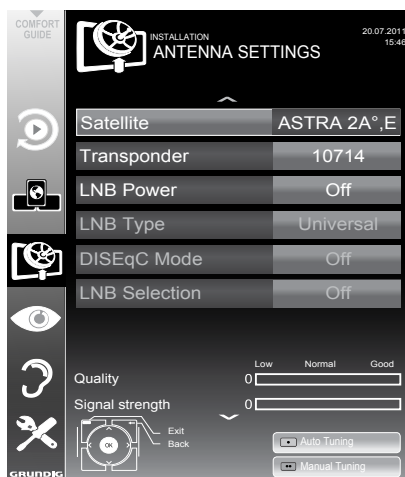 COMFORT
GUIDE
INSTALLATION
ANTENNA SETTINGS
20.07.2011
15:46
Satellite ASTRA 2A°,E
Transponder 10714
LNB Power Off
LNB Type Universal
DISEqC Mode Off
LNB Selection Off
Low Normal Good
Quality 0
Signal strength 0
Exit
Back
OK
Auto Tuning
Manual Tuning
GRUNDIG